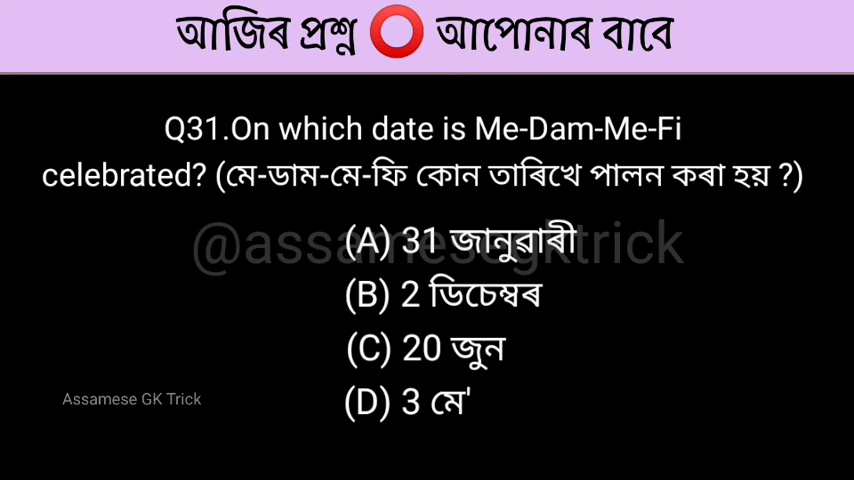 আজিৰ প্ৰশ্ন ⭕ আপোনাৰ বাবে
Q31.On which date is Me-Dam-Me-Fi
celebrated? (মে-ডাম-মে-ফি কোন তাৰিখে পালন কৰা হয় ?)
@assamesegktrick
(A) 31 জানুৱাৰী
(B) 2 ডিচেম্বৰ
(C) 20 জুন
(D) 3 মে'
Assamese GK Trick